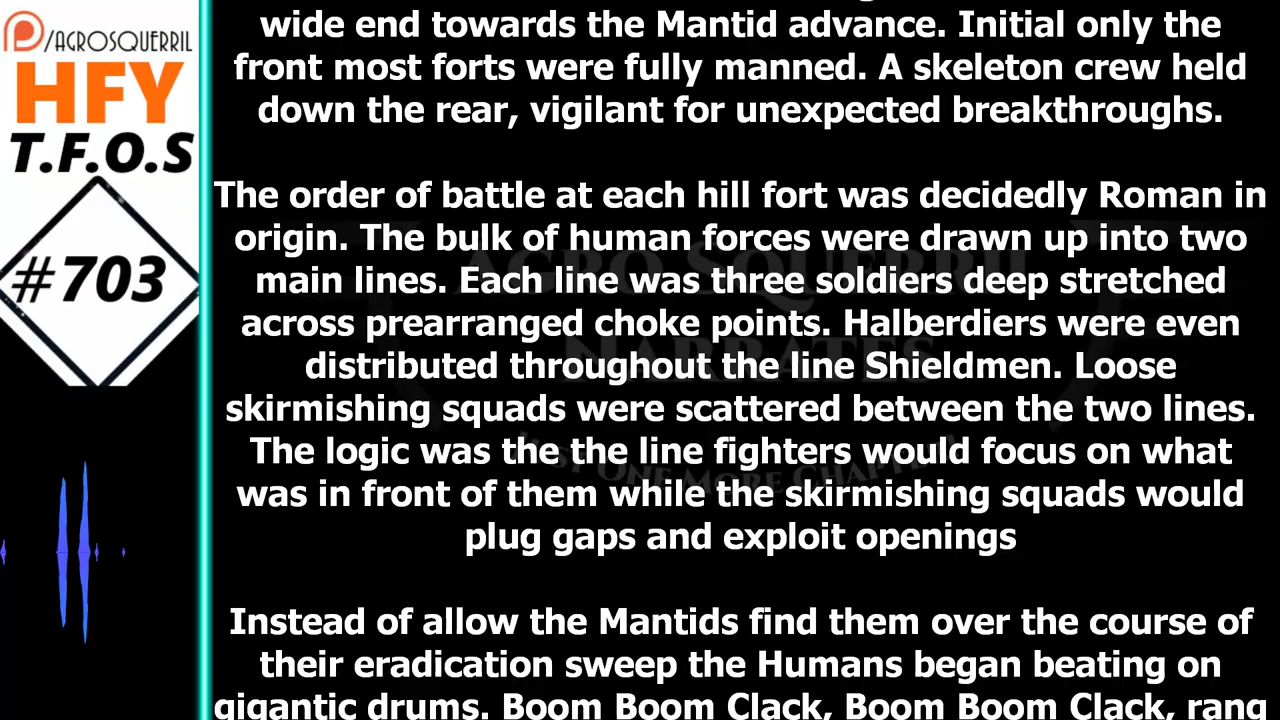 /AGROSQUERRIL
HFY
T.F.O.S
#703
wide end towards the Mantid advance. Initial only the
front most forts were fully manned. A skeleton crew held
down the rear, vigilant for unexpected breakthroughs.
The order of battle at each hill fort was decidedly Roman in
origin. The bulk of human forces were drawn up into two
main lines. Each line was three soldiers deep stretched
across prearranged choke points. Halberdiers were even
distributed throughout the line Shieldmen. Loose
skirmishing squads were scattered between the two lines.
The logic was the the line fighters would focus on what
was in front of them while the skirmishing squads would
plug gaps and exploit openings
Instead of allow the Mantids find them over the course of
their eradication sweep the Humans began beating on
gigantic drums. Boom Boom Clack, Boom Boom Clack, rang
AGRO SQUERRIL
NARRATES
"JUST ONE MORE CHAPTER"